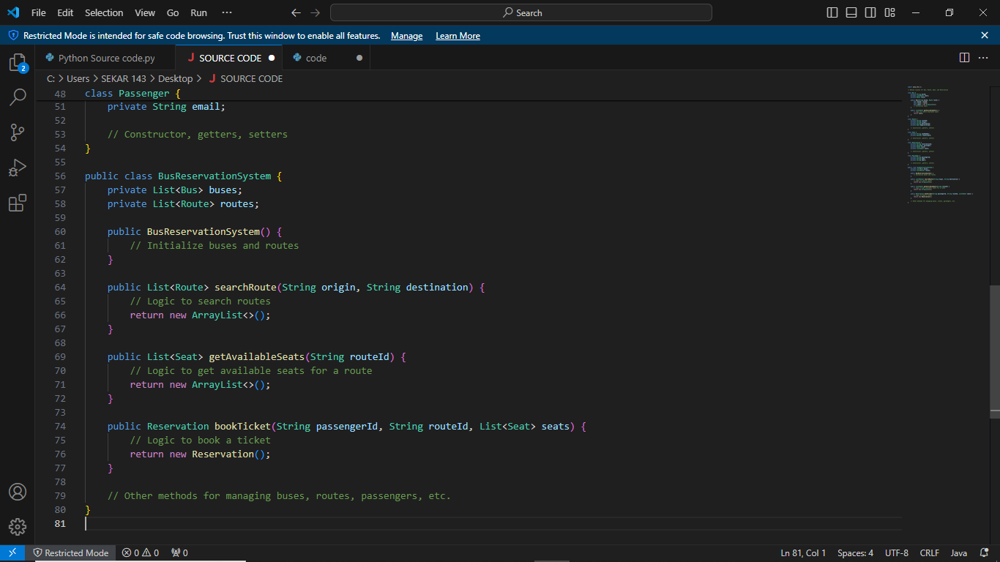 File Edit Selection View Go Run ··· Search
Restricted Mode is intended for safe code browsing. Trust this window to enable all features. Manage Learn More
2
Python Source code.py J SOURCE CODE code
C: > Users > SEKAR 143 > Desktop > J SOURCE CODE
48 class Passenger {
51 private String email;
52
53 // Constructor, getters, setters
54 }
55
56 public class BusReservationSystem {
57 private List<Bus> buses;
58 private List<Route> routes;
59
60 public BusReservationSystem() {
61 // Initialize buses and routes
62 }
63
64 public List<Route> searchRoute(String origin, String destination) {
65 // Logic to search routes
66 return new ArrayList<>();
67 }
68
69 public List<Seat> getAvailableSeats(String routeId) {
70 // Logic to get available seats for a route
71 return new ArrayList<>();
72 }
73
74 public Reservation bookTicket(String passengerId, String routeId, List<Seat> seats) {
75 // Logic to book a ticket
76 return new Reservation();
77 }
78
79 // Other methods for managing buses, routes, passengers, etc.
80 }
81
Restricted Mode 0 0 0 Ln 81, Col 1 Spaces: 4 UTF-8 CRLF Java